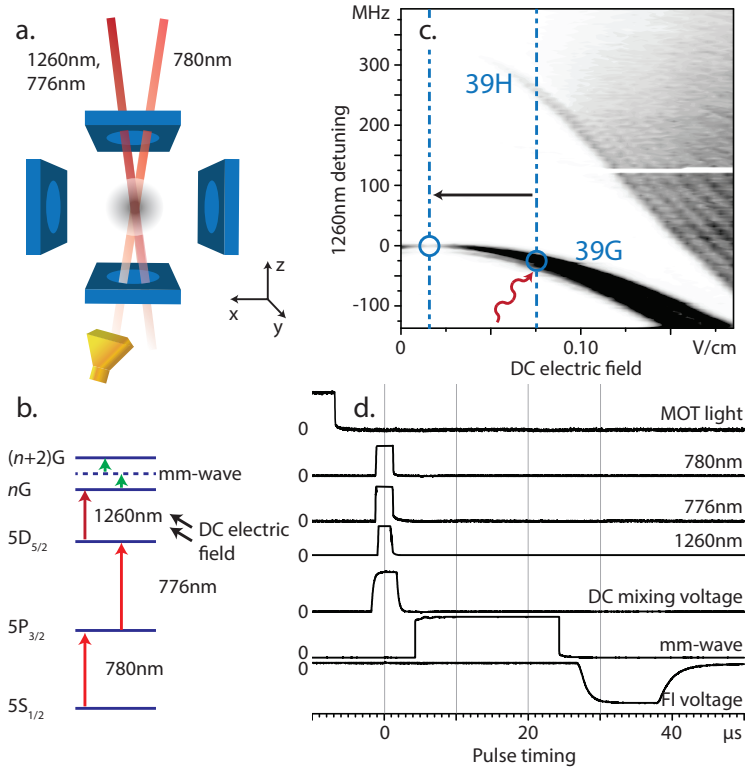 a.
1260nm,
776nm
780nm
z
x
y
c.
MHz
300
200
100
0
-100
1260nm detuning
39H
39G
0
0.10
V/cm
DC electric field
b.
(n+2)G
mm-wave
nG
1260nm
DC electric
field
5D5/2
776nm
5P3/2
780nm
5S1/2
d.
MOT light
0
780nm
0
776nm
0
1260nm
0
DC mixing voltage
0
mm-wave
0
0
FI voltage
0
20
40
µs
Pulse timing